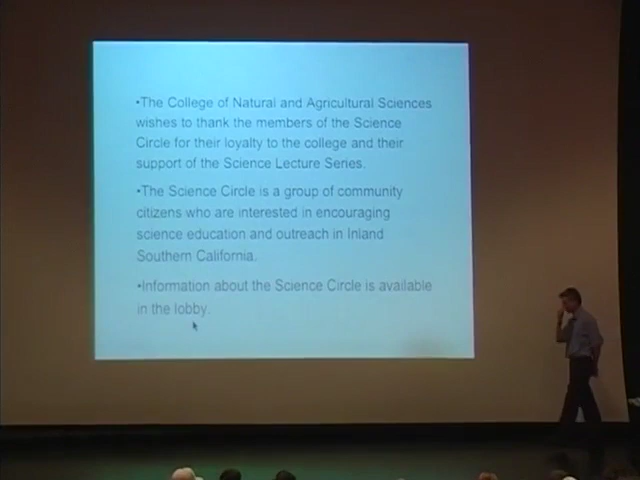 •The College of Natural and Agricultural Sciences
wishes to thank the members of the Science
Circle for their loyalty to the college and their
support of the Science Lecture Series.
•The Science Circle is a group of community
citizens who are interested in encouraging
science education and outreach in Inland
Southern California.
•Information about the Science Circle is available
in the lobby.